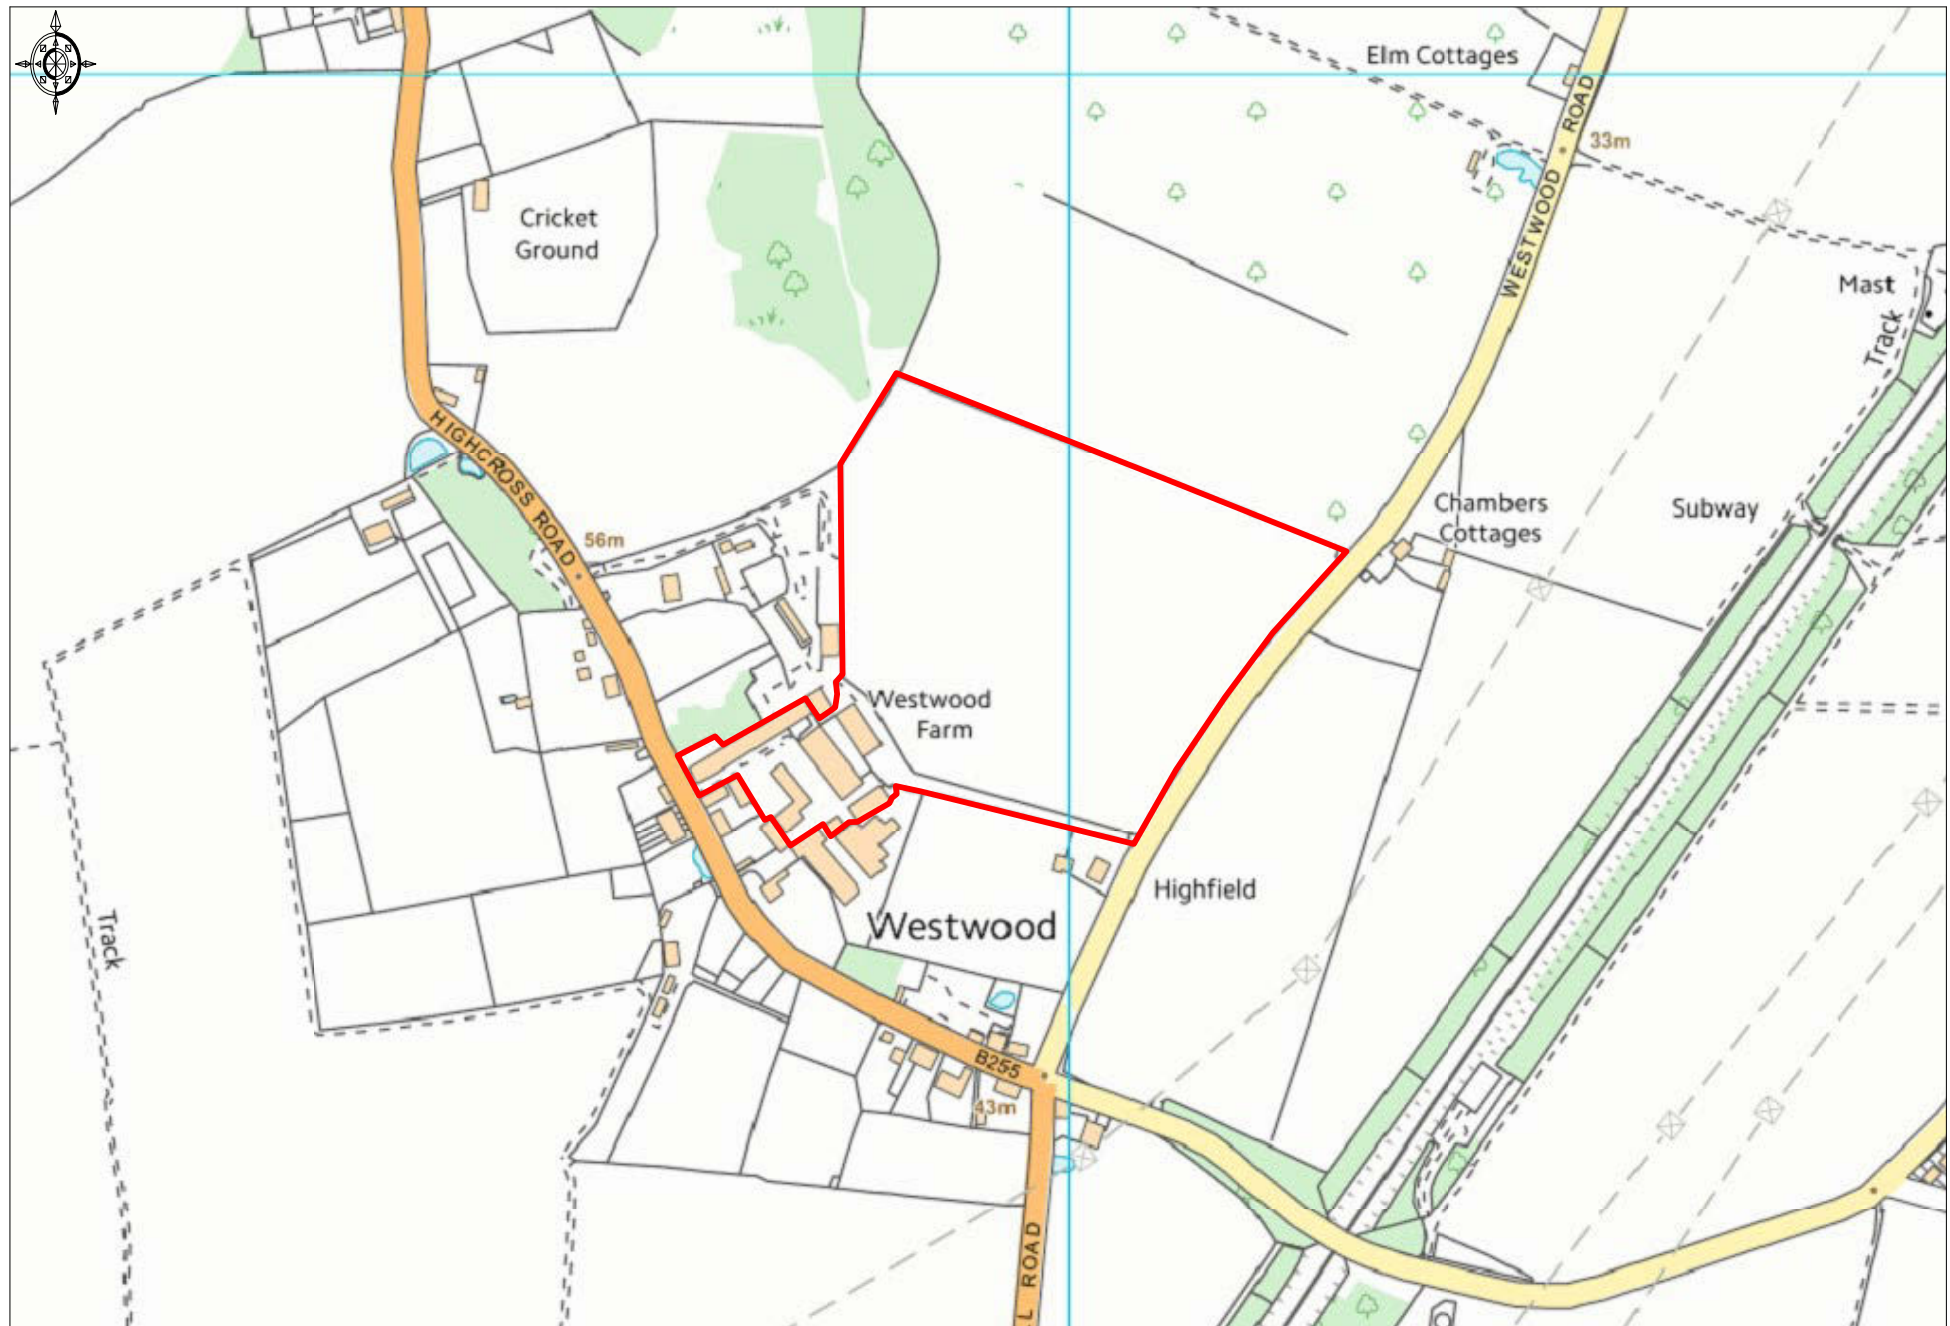 Elm Cottages
WESTWOOD ROAD
33m
Cricket
Ground
Mast
Track
HIGHCROSS ROAD
56m
Chambers
Cottages
Subway
Westwood
Farm
Highfield
Westwood
Track
B255
43m
L ROAD